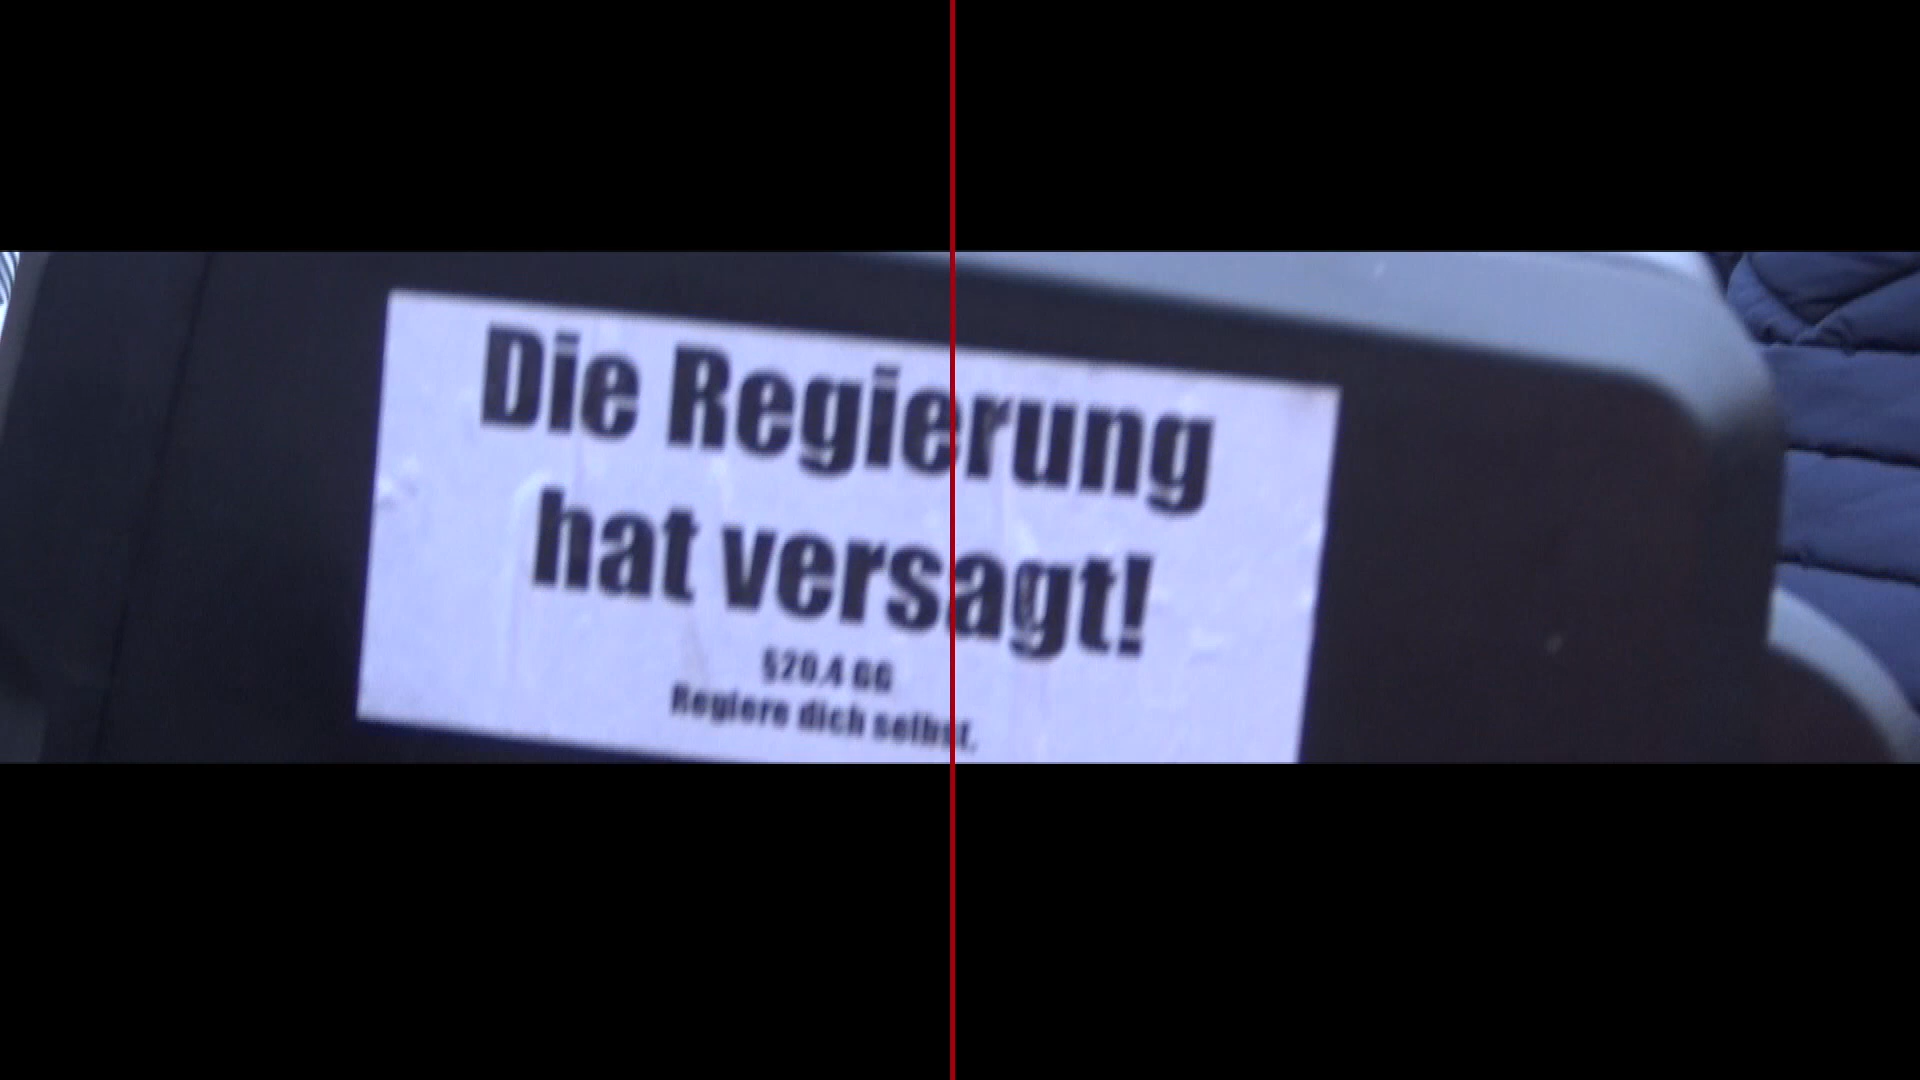 Die Regierung
hat versagt!
§20.4 GG
Regiere dich selbst.